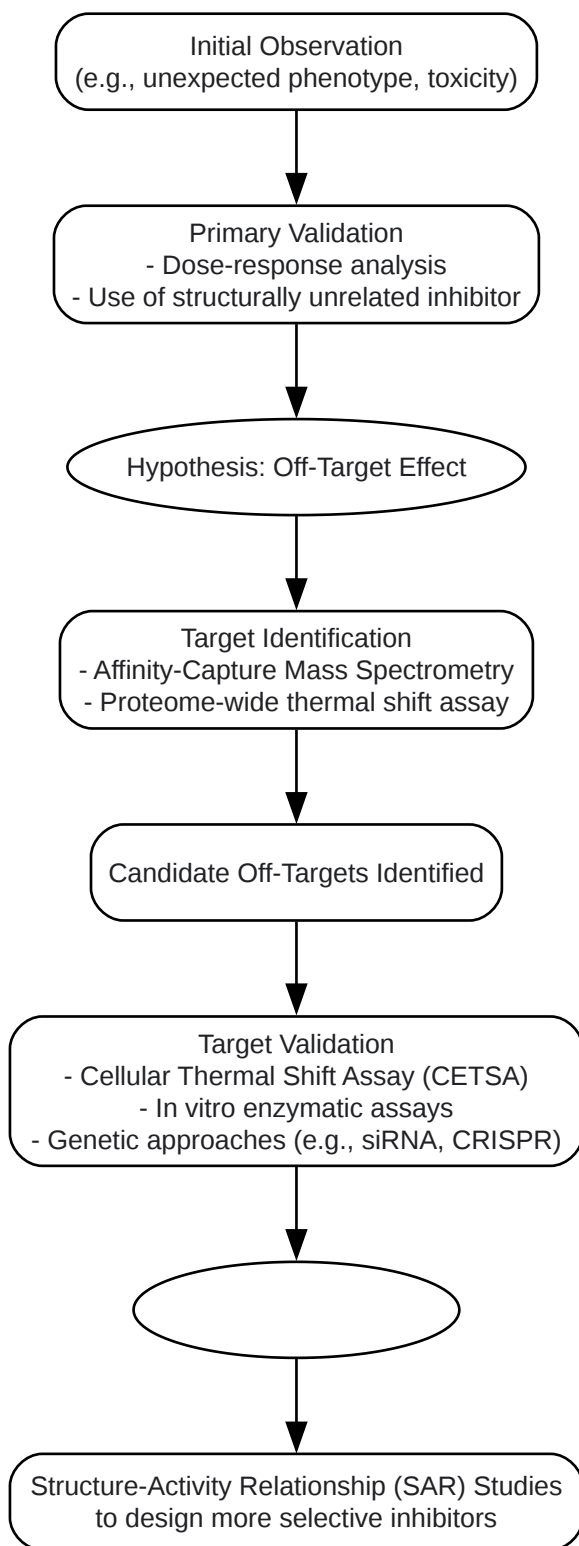 Initial Observation
(e.g., unexpected phenotype, toxicity)
Primary Validation
- Dose-response analysis
- Use of structurally unrelated inhibitor
Hypothesis: Off-Target Effect
Target Identification
- Affinity-Capture Mass Spectrometry
- Proteome-wide thermal shift assay
Candidate Off-Targets Identified
Target Validation
- Cellular Thermal Shift Assay (CETSA)
- In vitro enzymatic assays
- Genetic approaches (e.g., siRNA, CRISPR)
Structure-Activity Relationship (SAR) Studies
to design more selective inhibitors